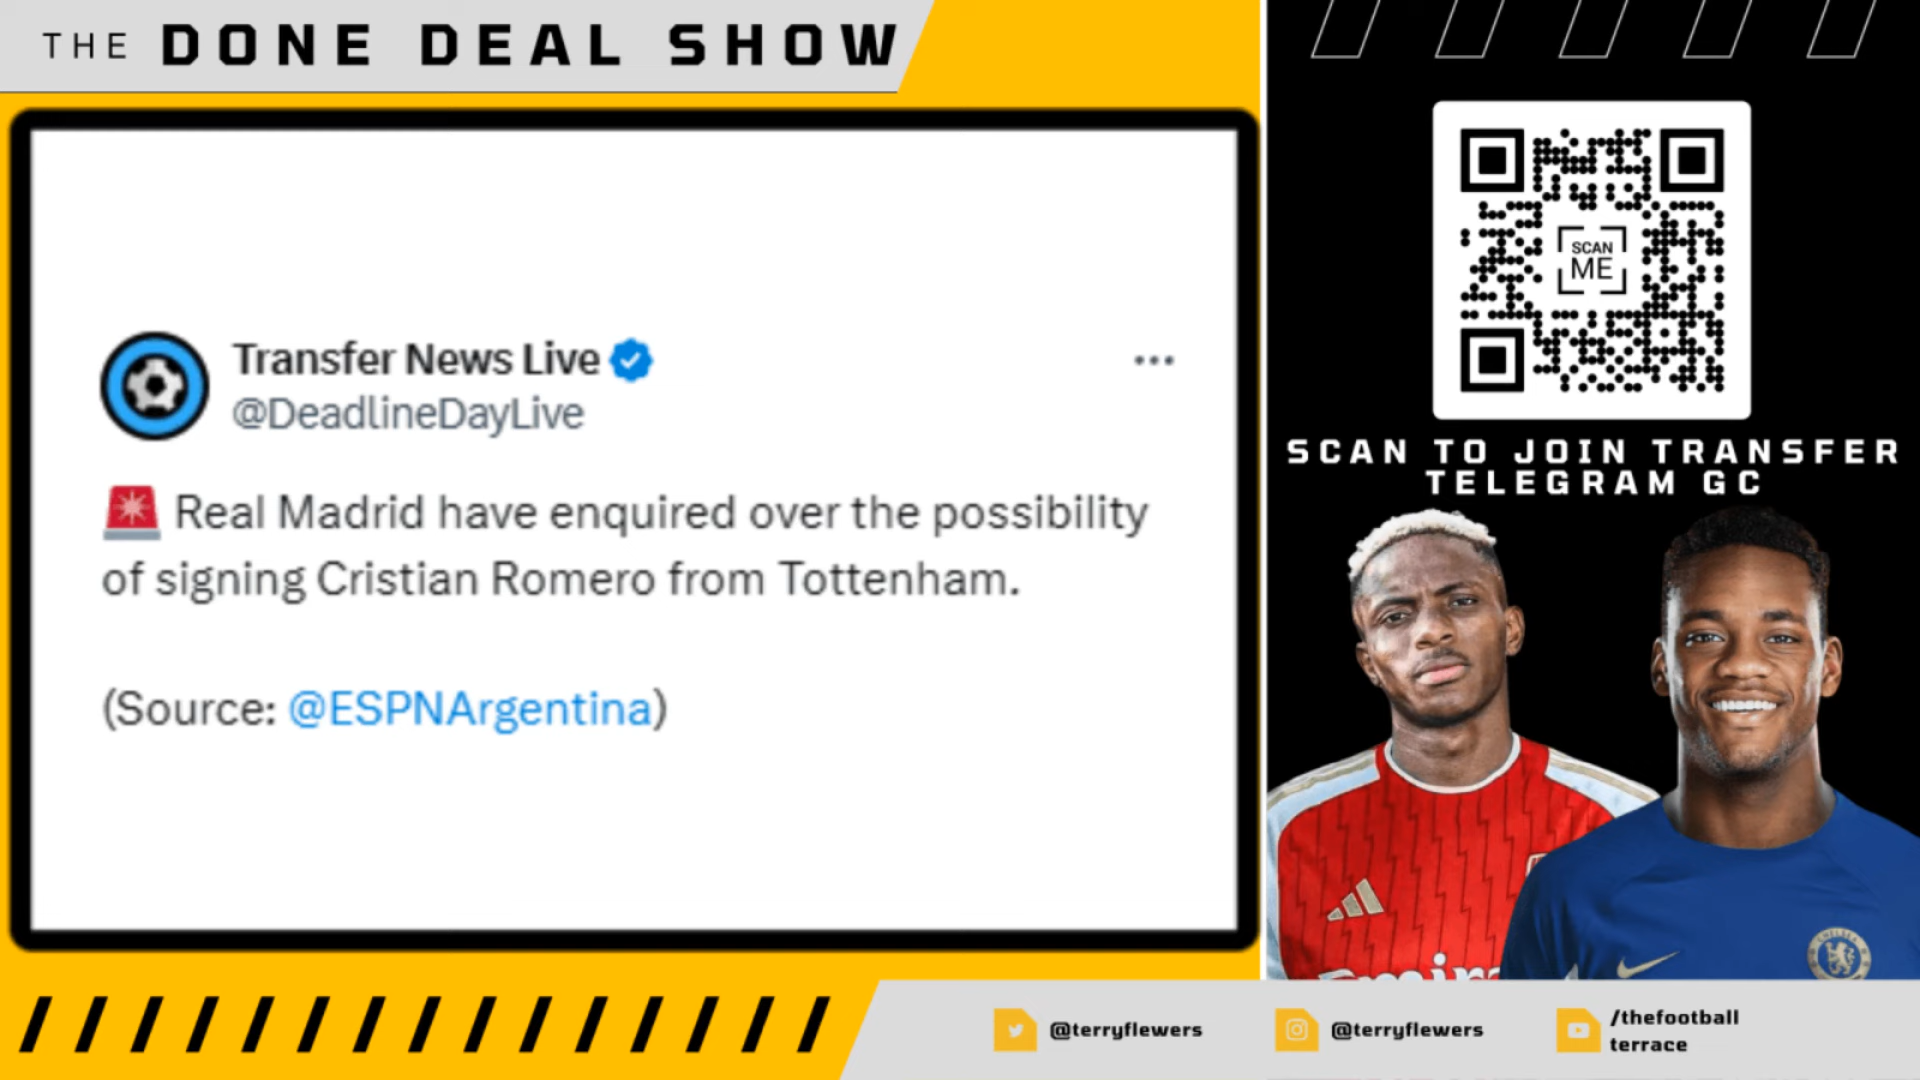 THE DONE DEAL SHOW
Transfer News Live
@DeadlineDayLive
🚨 Real Madrid have enquired over the possibility
of signing Cristian Romero from Tottenham.
(Source: @ESPNArgentina)
SCAN
ME
SCAN TO JOIN TRANSFER
TELEGRAM GC
CHELSEA
@terryflewers
@terryflewers
/thefootball
terrace